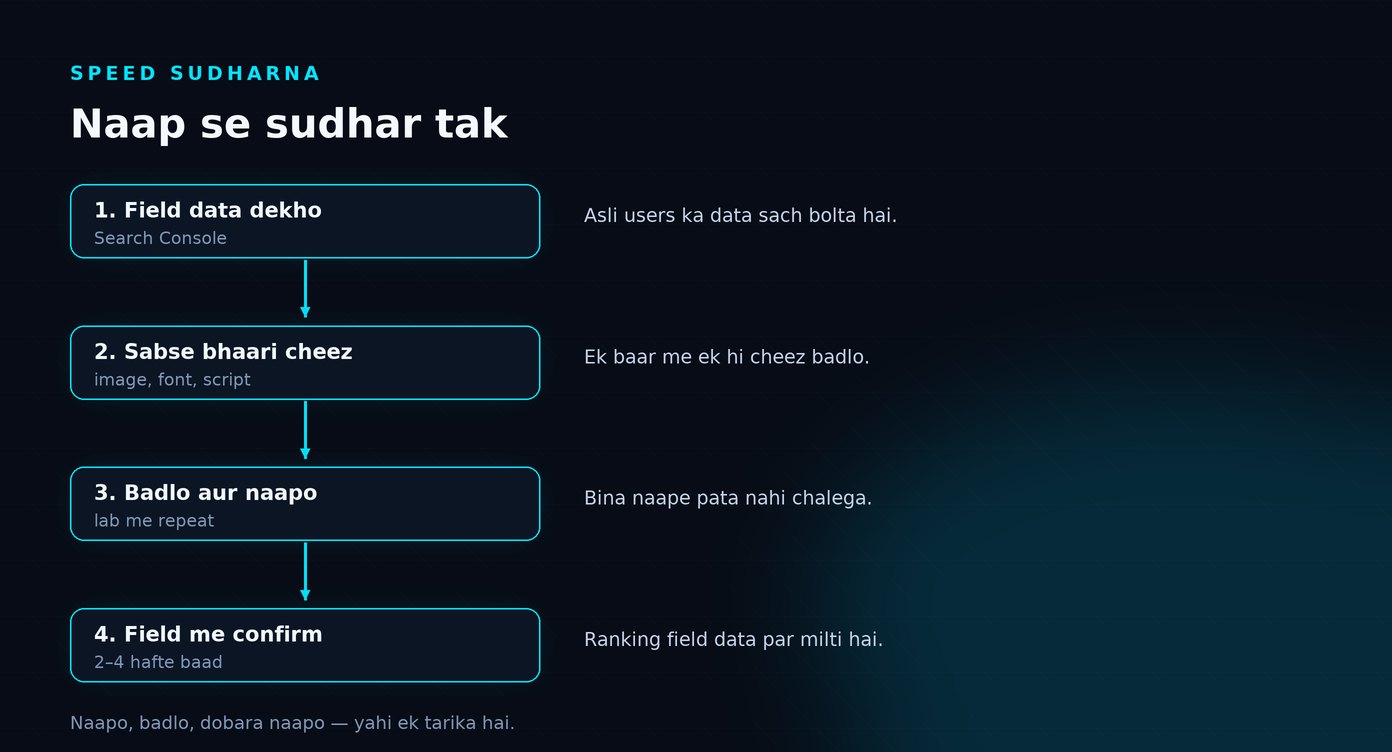 SPEED SUDHARNA
Naap se sudhar tak
1. Field data dekho
Search Console
Asli users ka data sach bolta hai.
2. Sabse bhaari cheez
image, font, script
Ek baar me ek hi cheez badlo.
3. Badlo aur naapo
lab me repeat
Bina naape pata nahi chalega.
4. Field me confirm
2–4 hafte baad
Ranking field data par milti hai.
Naapo, badlo, dobara naapo — yahi ek tarika hai.